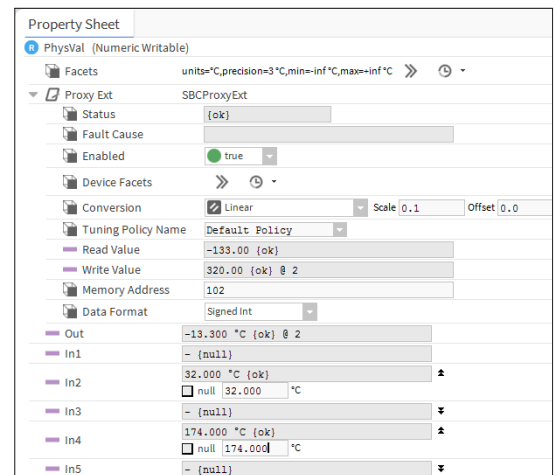 Property Sheet
R PhysVal (Numeric Writable)
Facets units=°C,precision=3 °C,min=-inf °C,max=+inf °C
Proxy Ext SBCProxyExt
Status {ok}
Fault Cause
Enabled true
Device Facets
Conversion Linear Scale 0.1 Offset 0.0
Tuning Policy Name Default Policy
Read Value -133.00 {ok}
Write Value 320.00 {ok} @ 2
Memory Address 102
Data Format Signed Int
Out -13.300 °C {ok} @ 2
In1 - {null}
In2 32.000 °C {ok}
null 32.000 °C
In3 - {null}
In4 174.000 °C {ok}
null 174.000 °C
In5 - {null}